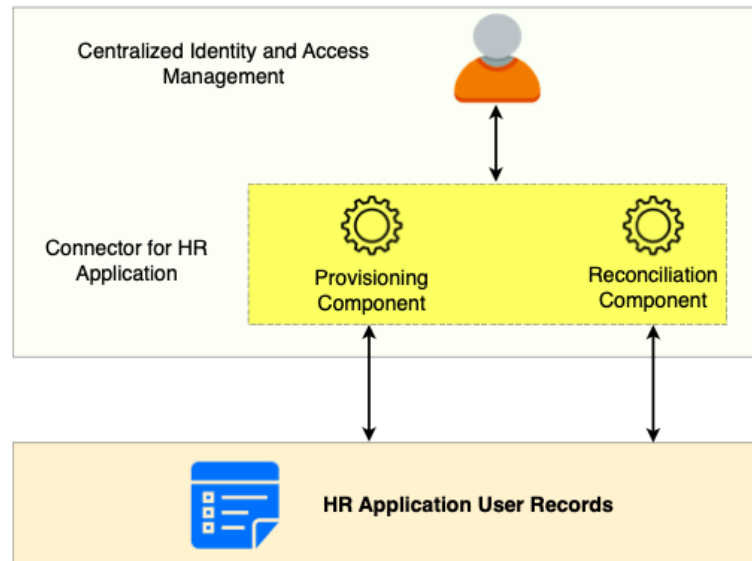 Centralized Identity and Access
Management
Connector for HR
Application
Provisioning
Component
Reconciliation
Component
HR Application User Records